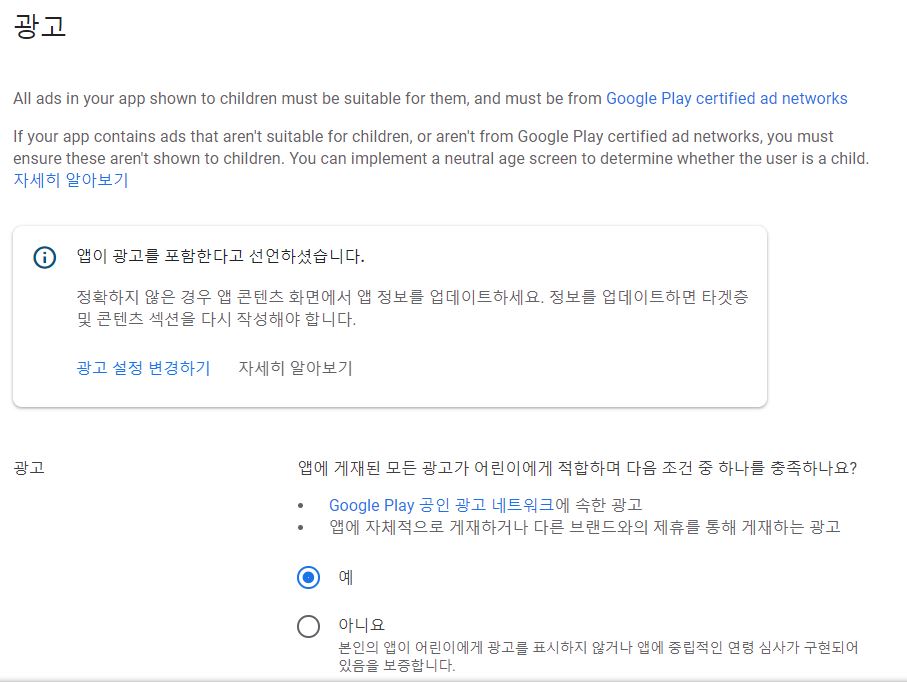 광고
All ads in your app shown to children must be suitable for them, and must be from Google Play certified ad networks
If your app contains ads that aren't suitable for children, or aren't from Google Play certified ad networks, you must
ensure these aren't shown to children. You can implement a neutral age screen to determine whether the user is a child.
자세히 알아보기
앱이 광고를 포함한다고 선언하셨습니다.
정확하지 않은 경우 앱 콘텐츠 화면에서 앱 정보를 업데이트하세요. 정보를 업데이트하면 타겟층
및 콘텐츠 섹션을 다시 작성해야 합니다.
광고 설정 변경하기 자세히 알아보기
광고 앱에 게재된 모든 광고가 어린이에게 적합하며 다음 조건 중 하나를 충족하나요?
• Google Play 공인 광고 네트워크에 속한 광고
• 앱에 자체적으로 게재하거나 다른 브랜드와의 제휴를 통해 게재하는 광고
예
아니요
본인의 앱이 어린이에게 광고를 표시하지 않거나 앱에 중립적인 연령 심사가 구현되어
있음을 보증합니다.